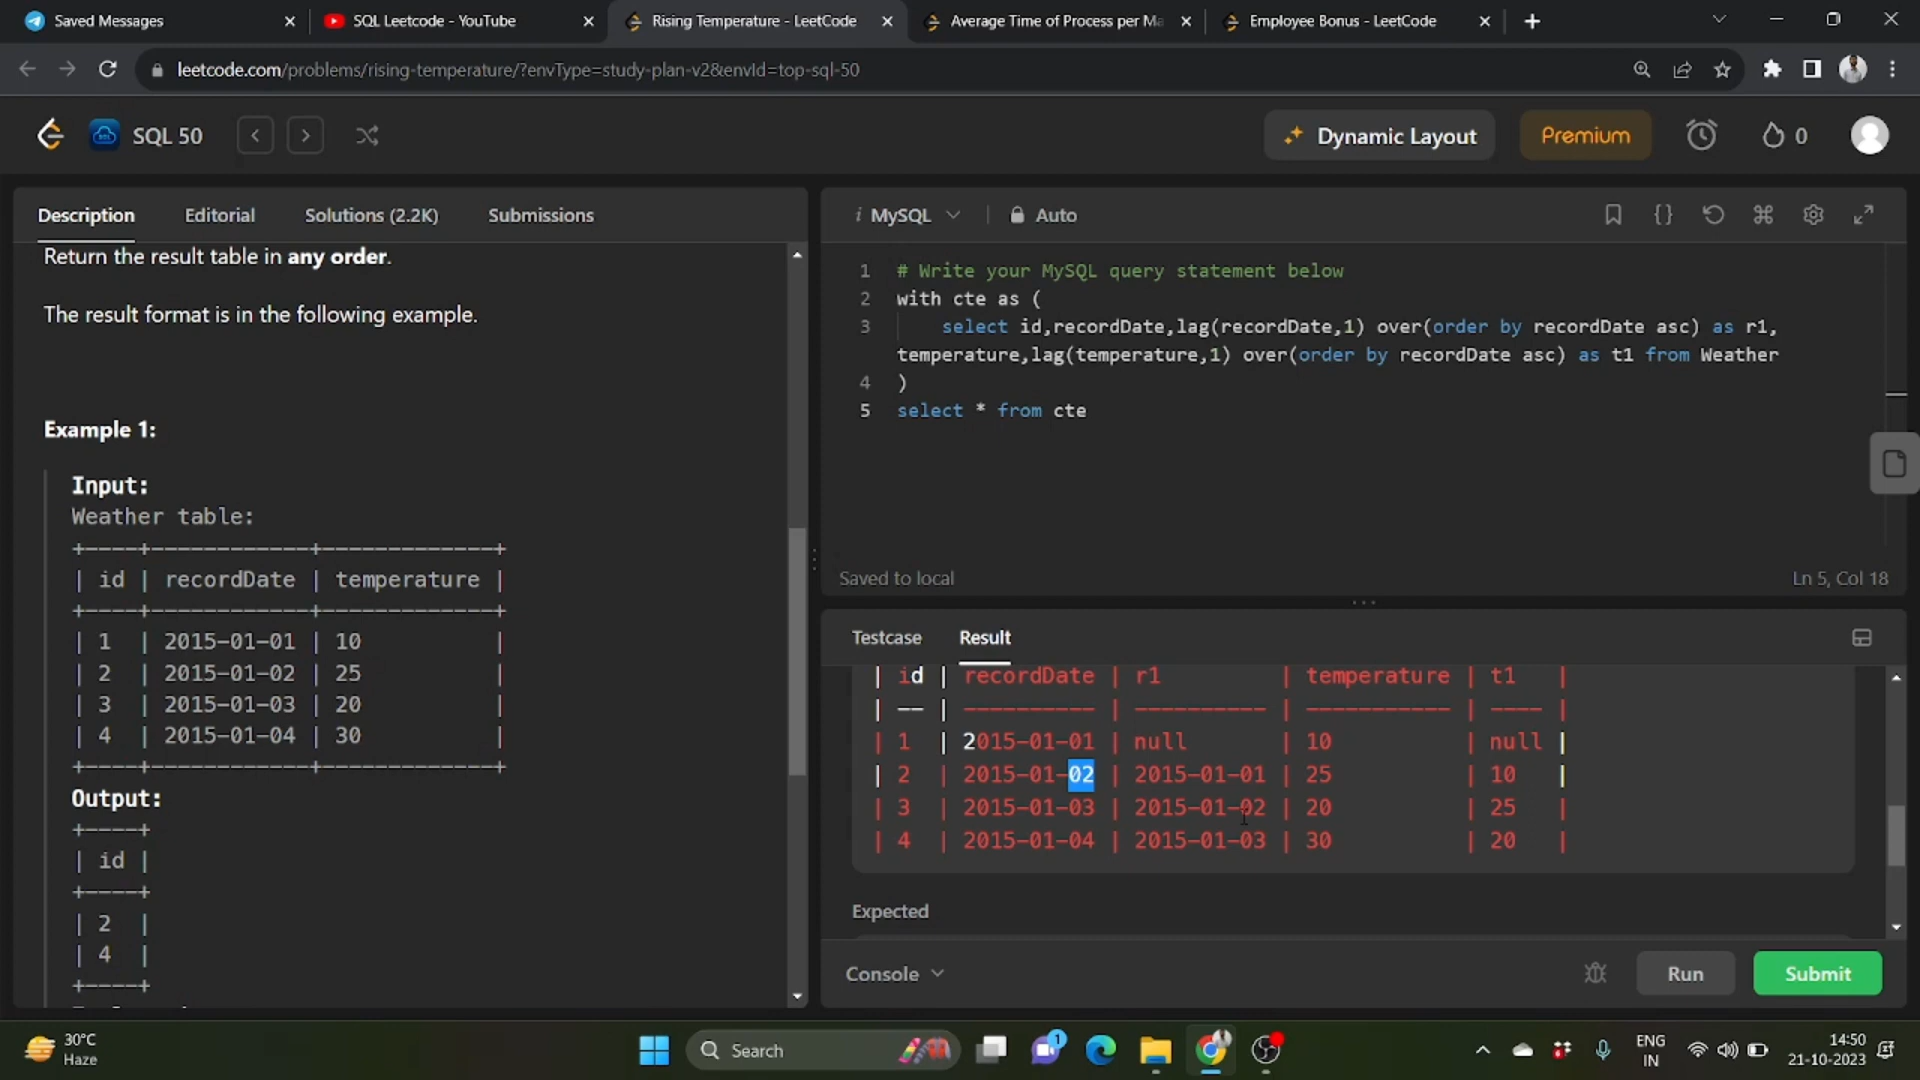 Saved Messages
SQL Leetcode - YouTube
Rising Temperature - LeetCode
Average Time of Process per Ma
Employee Bonus - LeetCode
leetcode.com/problems/rising-temperature/?envType=study-plan-v2&envId=top-sql-50
SQL 50
Dynamic Layout
Premium
0
Description
Editorial
Solutions (2.2K)
Submissions
Return the result table in any order.
The result format is in the following example.
Example 1:
Input:
Weather table:
+----+------------+-------------+
| id | recordDate | temperature |
+----+------------+-------------+
| 1 | 2015-01-01 | 10 |
| 2 | 2015-01-02 | 25 |
| 3 | 2015-01-03 | 20 |
| 4 | 2015-01-04 | 30 |
+----+------------+-------------+
Output:
+----+
| id |
+----+
| 2 |
| 4 |
+----+
i MySQL
Auto
1 # Write your MySQL query statement below
2 with cte as (
3 select id,recordDate,lag(recordDate,1) over(order by recordDate asc) as r1,
temperature,lag(temperature,1) over(order by recordDate asc) as t1 from Weather
4 )
5 select * from cte
Saved to local
Ln 5, Col 18
Testcase
Result
| id | recordDate | r1 | temperature | t1 |
| -- | ---------- | ---------- | ----------- | ---- |
| 1 | 2015-01-01 | null | 10 | null |
| 2 | 2015-01-02 | 2015-01-01 | 25 | 10 |
| 3 | 2015-01-03 | 2015-01-02 | 20 | 25 |
| 4 | 2015-01-04 | 2015-01-03 | 30 | 20 |
Expected
Console
Run
Submit
30°C
Haze
Search
1
ENG
IN
14:50
21-10-2023